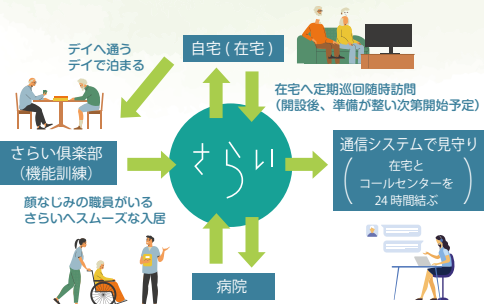 自宅(在宅)
デイへ通う
デイで泊まる
在宅へ定期巡回随時訪問
(開設後、準備が整い次第開始予定)
さらい倶楽部
(機能訓練)
さらい
通信システムで見守り
(在宅と
コールセンターを
24時間結ぶ)
顔なじみの職員がいる
さらいへスムーズな入居
病院